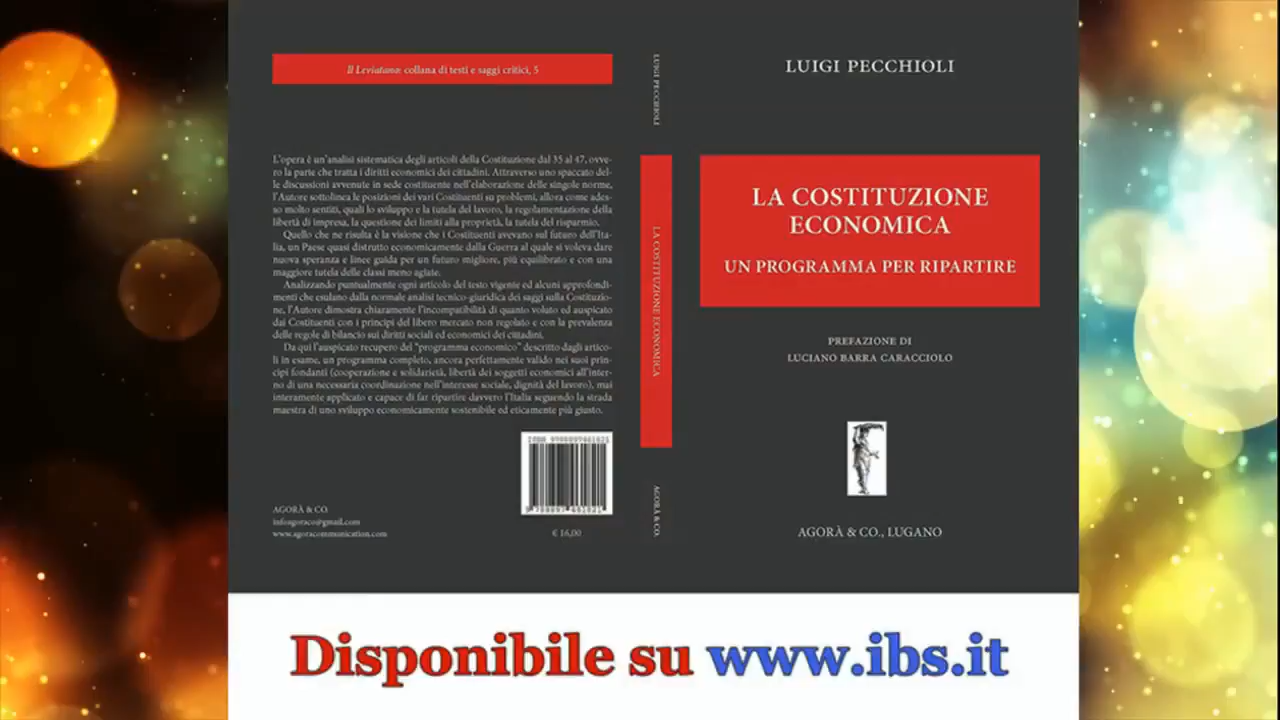 Il Leviatano: collana di testi e saggi critici, 5
L'opera è un'analisi sistematica degli articoli della Costituzione dal 35 al 47, ovve-
ro la parte che tratta i diritti economici dei cittadini. Attraverso uno spaccato del-
le discussioni avvenute in sede costituente nell'elaborazione delle singole norme,
l'Autore sottolinea le posizioni dei vari Costituenti su problemi, allora come ades-
so molto sentiti, quali lo sviluppo e la tutela del lavoro, la regolamentazione della
libertà di impresa, la questione dei limiti alla proprietà, la tutela del risparmio.
Quello che ne risulta è la visione che i Costituenti avevano sul futuro dell'Ita-
lia, un Paese quasi distrutto economicamente dalla Guerra al quale si voleva dare
nuova speranza e linee guida per un futuro migliore, più equilibrato e con una
maggiore tutela delle classi meno agiate.
Analizzando puntualmente ogni articolo del testo vigente ed alcuni approfondi-
menti che esulano dalla normale analisi tecnico-giuridica dei saggi sulla Costituzio-
ne, l'Autore dimostra chiaramente l'incompatibilità di quanto voluto ed auspicato
dai Costituenti con i principi del libero mercato non regolato e con la prevalenza
delle regole di bilancio sui diritti sociali ed economici dei cittadini.
Da qui l'auspicato recupero del "programma economico" descritto dagli artico-
li in esame, un programma completo, ancora perfettamente valido nei suoi prin-
cipi fondanti (cooperazione e solidarietà, libertà dei soggetti economici all'inter-
no di una necessaria coordinazione nell'interesse sociale, dignità del lavoro), mai
interamente applicato e capace di far ripartire davvero l'Italia seguendo la strada
maestra di uno sviluppo economicamente sostenibile ed eticamente più giusto.
AGORÀ & CO.
infoagoraco@gmail.com
www.agoracommunication.com
€ 16,00
LUIGI PECCHIOLI
LA COSTITUZIONE ECONOMICA
AGORÀ & CO.
LUIGI PECCHIOLI
LA COSTITUZIONE
ECONOMICA
UN PROGRAMMA PER RIPARTIRE
PREFAZIONE DI
LUCIANO BARRA CARACCIOLO
AGORÀ & CO., LUGANO
Disponibile su www.ibs.it